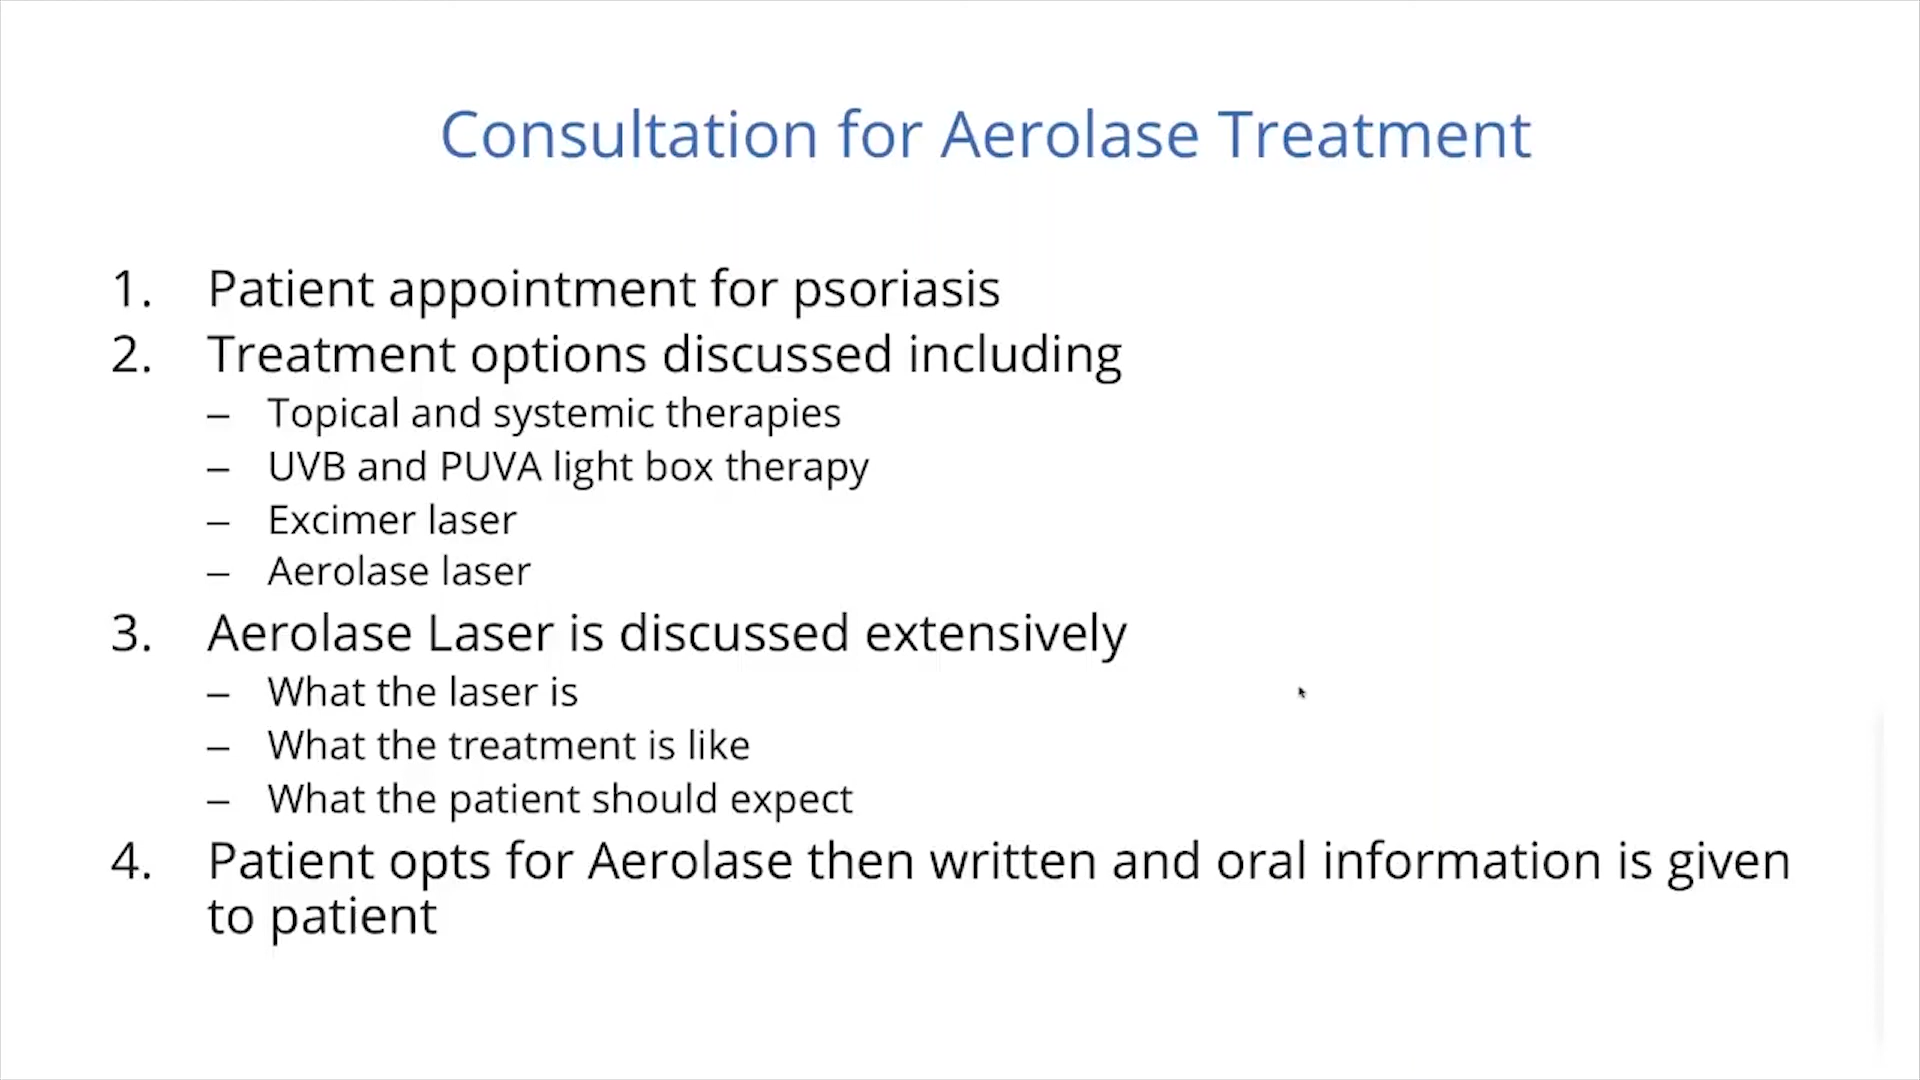 Consultation for Aerolase Treatment
1. Patient appointment for psoriasis
2. Treatment options discussed including
– Topical and systemic therapies
– UVB and PUVA light box therapy
– Excimer laser
– Aerolase laser
3. Aerolase Laser is discussed extensively
– What the laser is
– What the treatment is like
– What the patient should expect
4. Patient opts for Aerolase then written and oral information is given
to patient